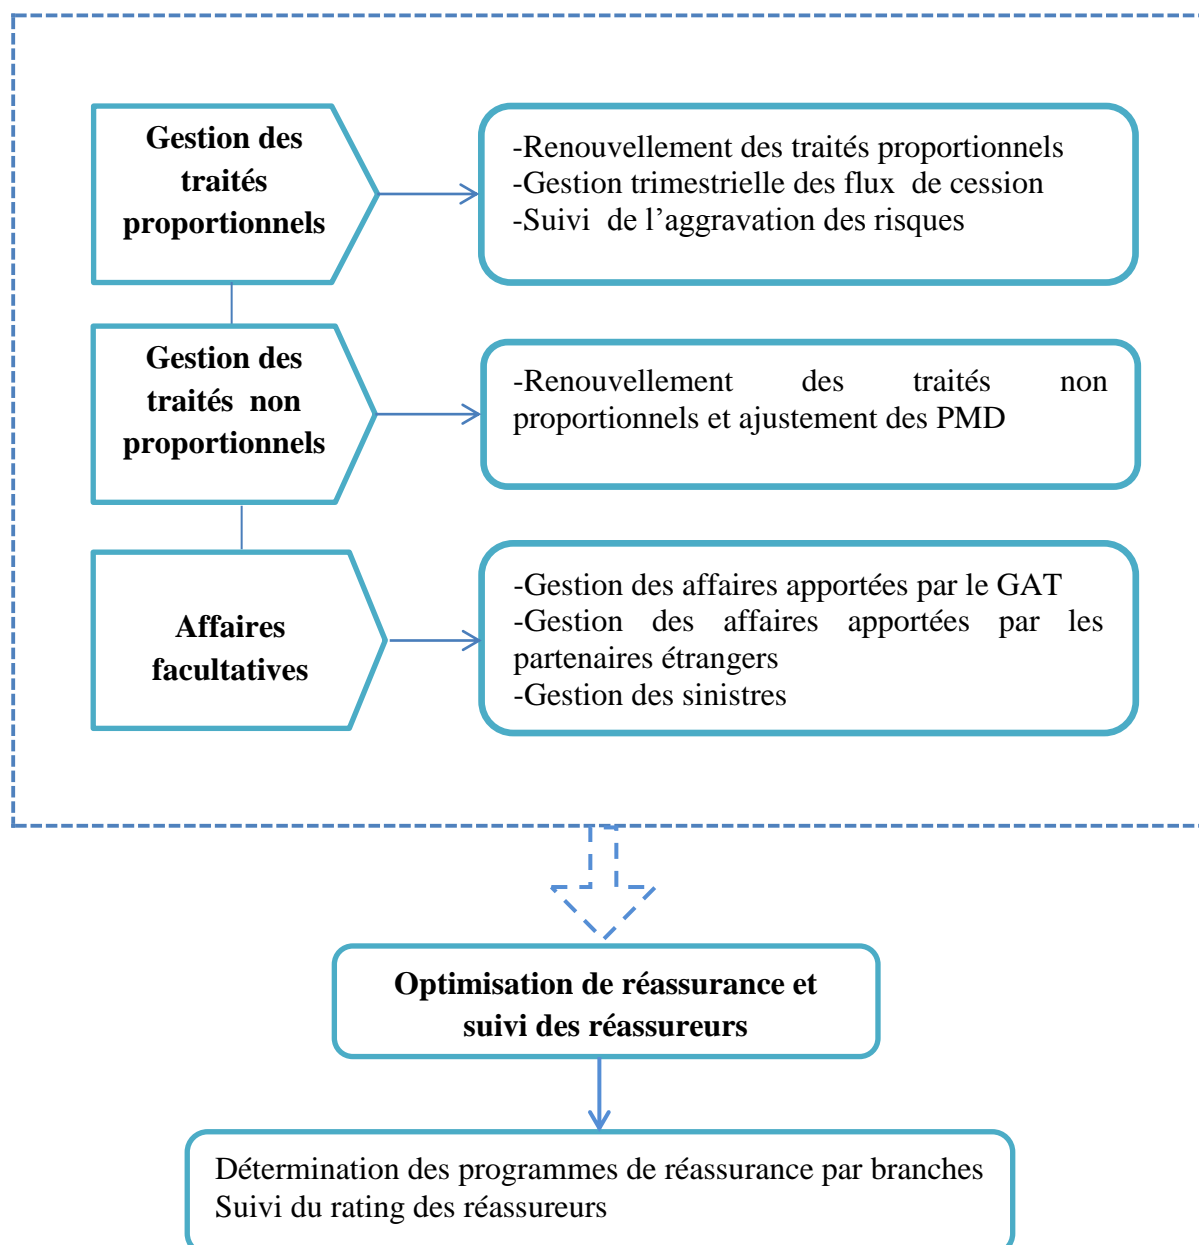 Gestion des
traités
proportionnels
-Renouvellement des traités proportionnels
-Gestion trimestrielle des flux de cession
-Suivi de l’aggravation des risques
Gestion des
traités non
proportionnels
-Renouvellement des traités non
proportionnels et ajustement des PMD
Affaires
facultatives
-Gestion des affaires apportées par le GAT
-Gestion des affaires apportées par les
partenaires étrangers
-Gestion des sinistres
Optimisation de réassurance et
suivi des réassureurs
Détermination des programmes de réassurance par branches
Suivi du rating des réassureurs